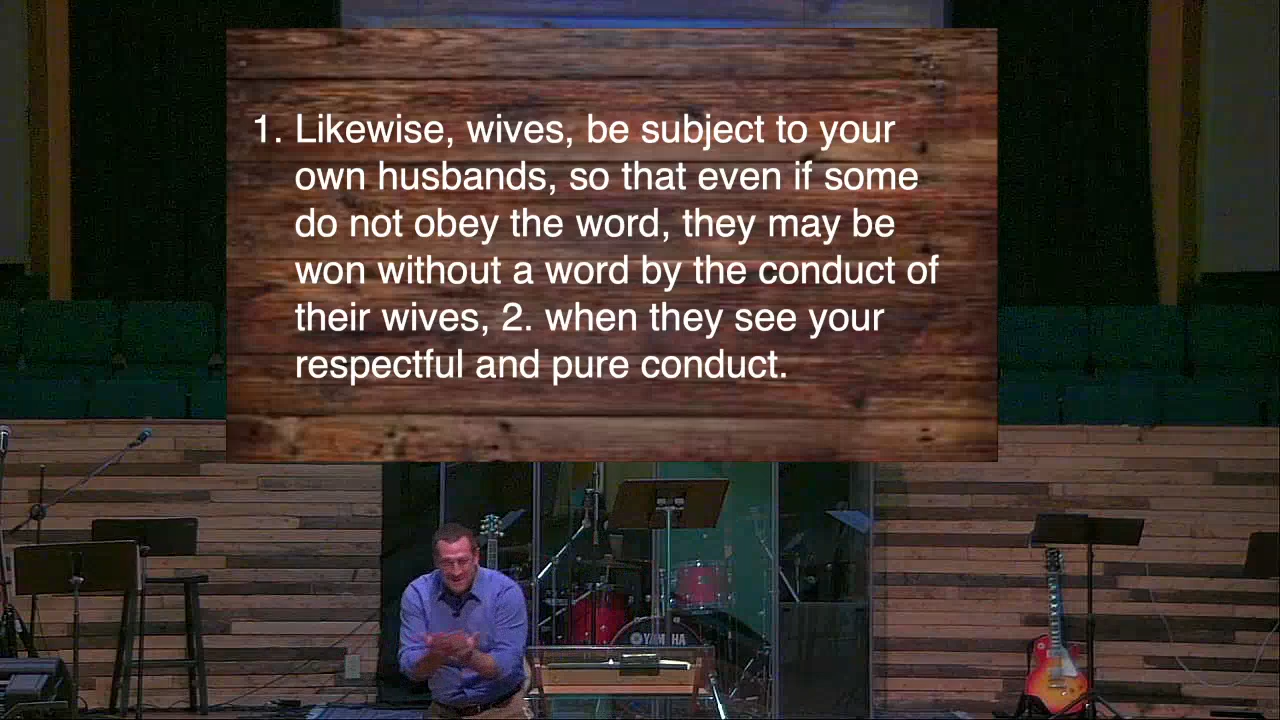 1. Likewise, wives, be subject to your
own husbands, so that even if some
do not obey the word, they may be
won without a word by the conduct of
their wives, 2. when they see your
respectful and pure conduct.
YAMAHA